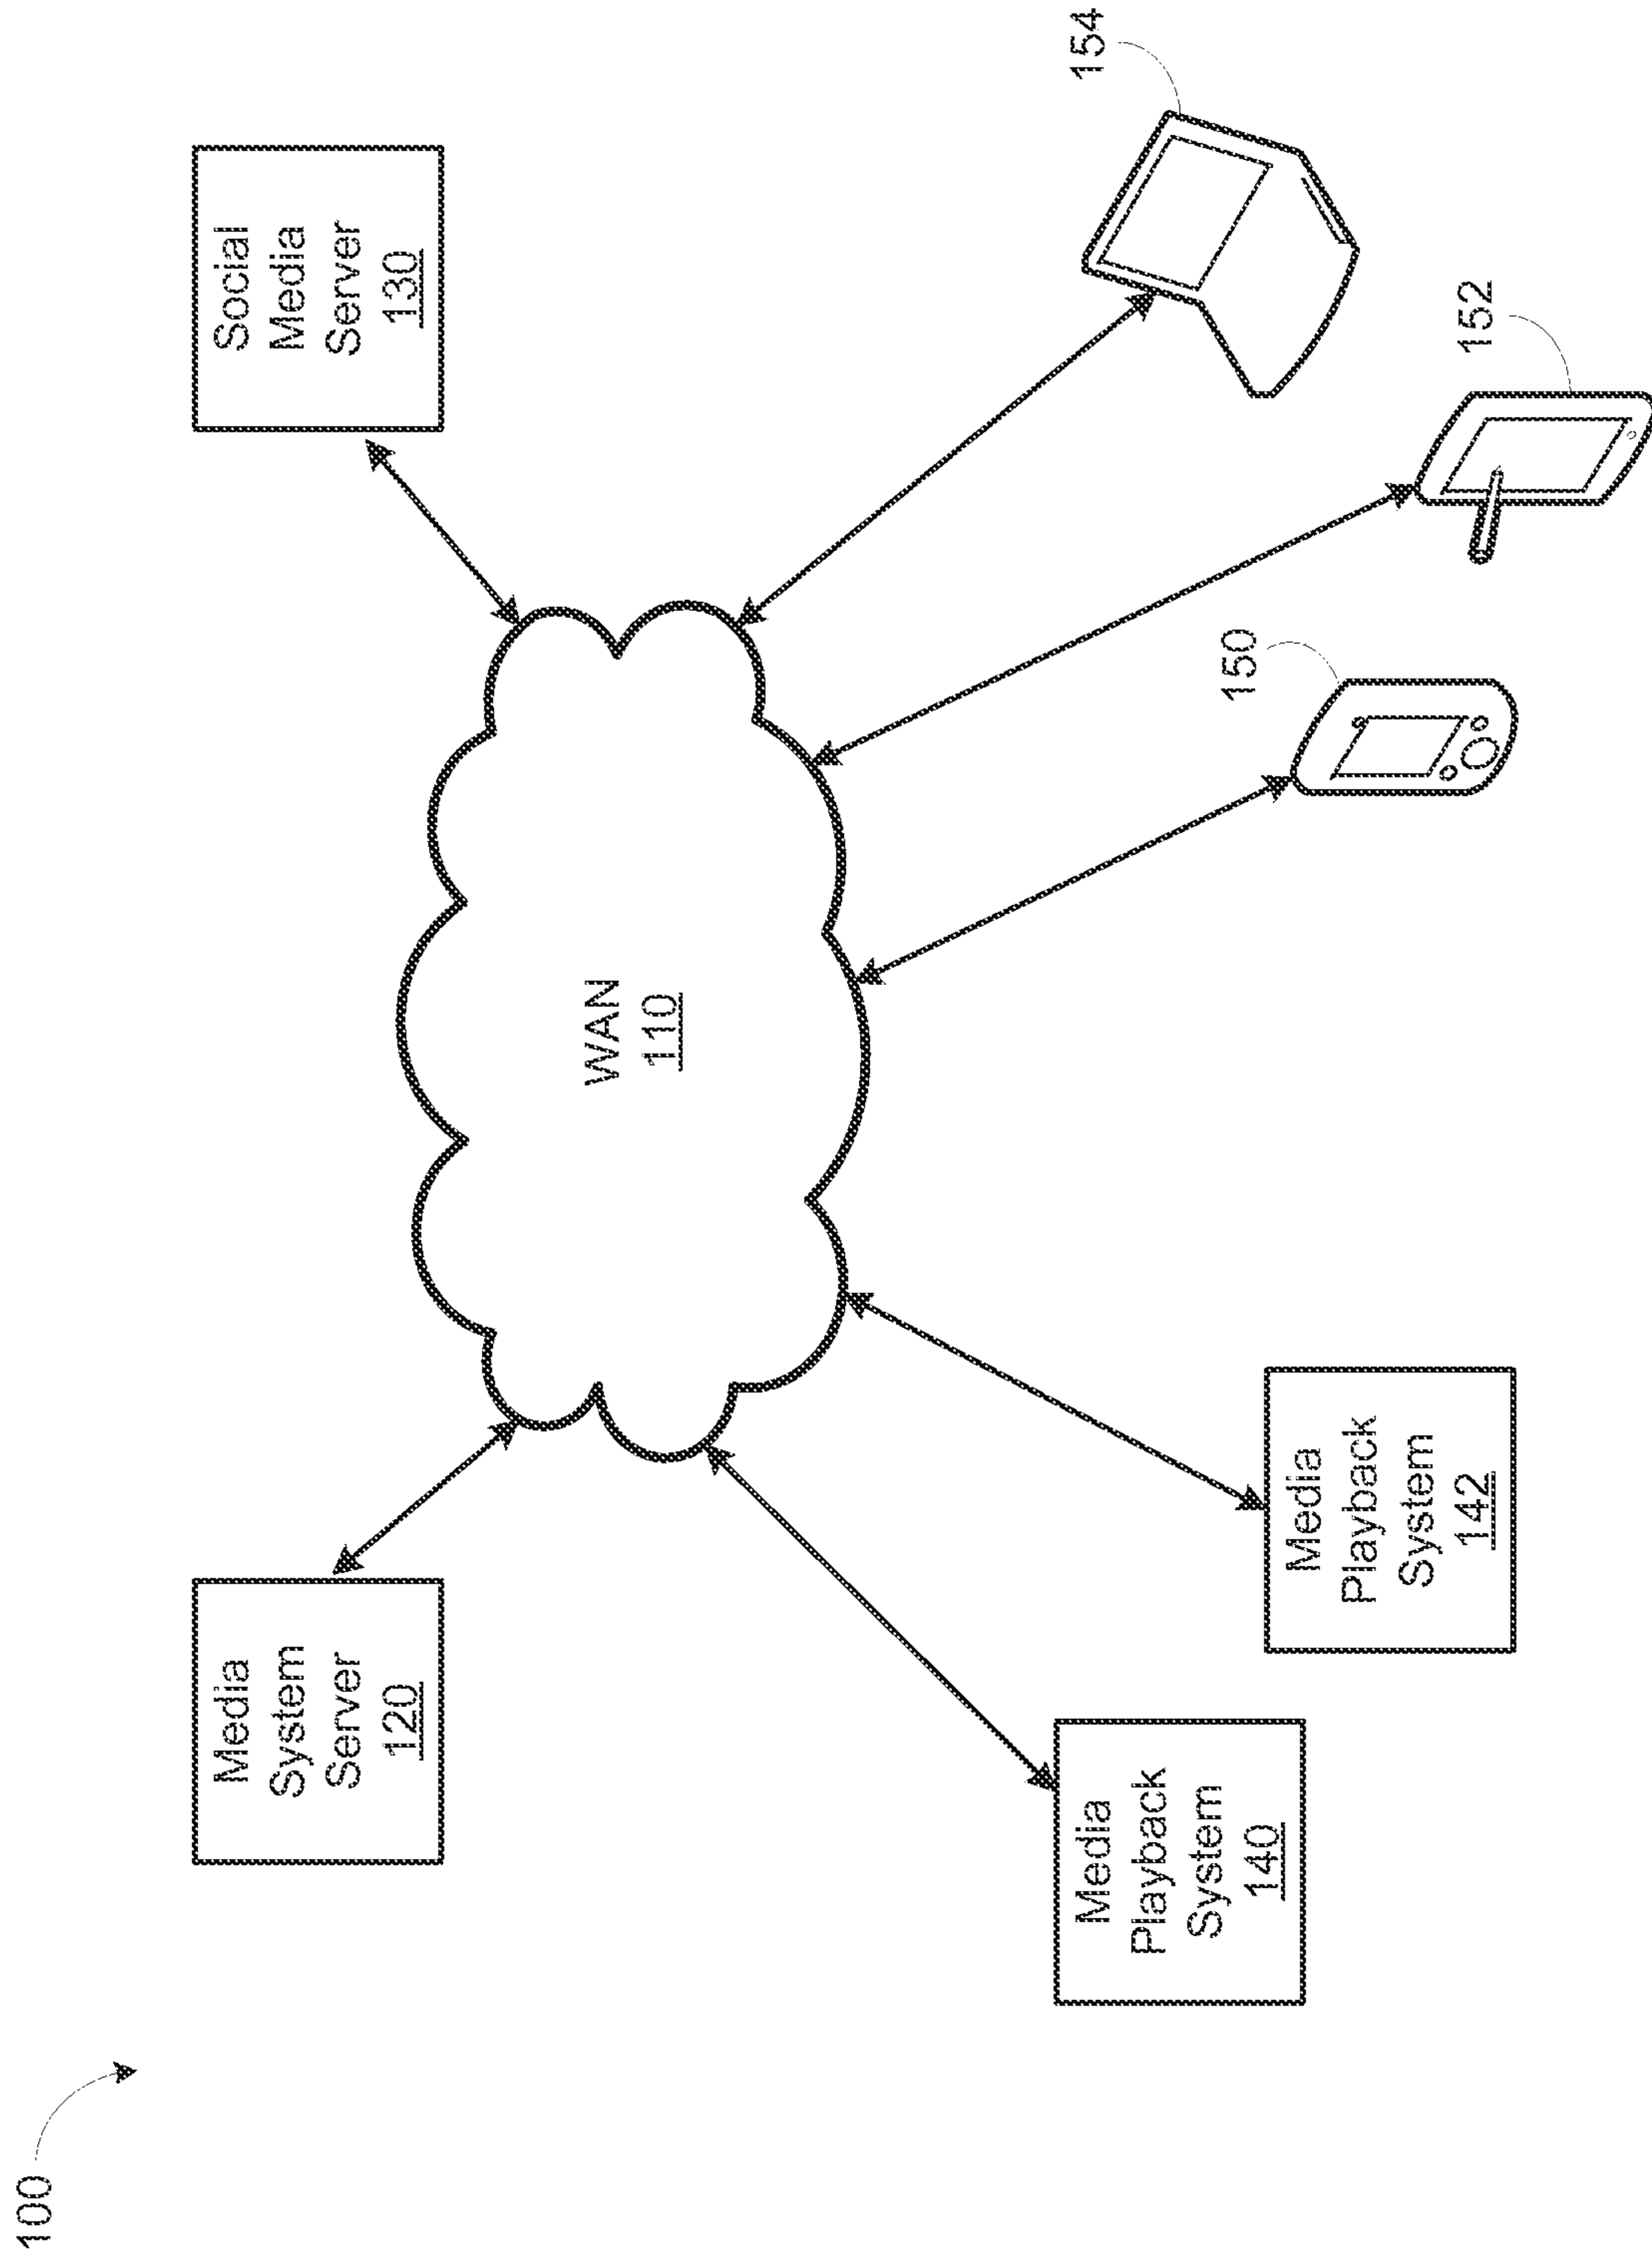 100
Media
System
Server
120
Social
Media
Server
130
WAN
110
Media
Playback
System
140
Media
Playback
System
142
150
152
154